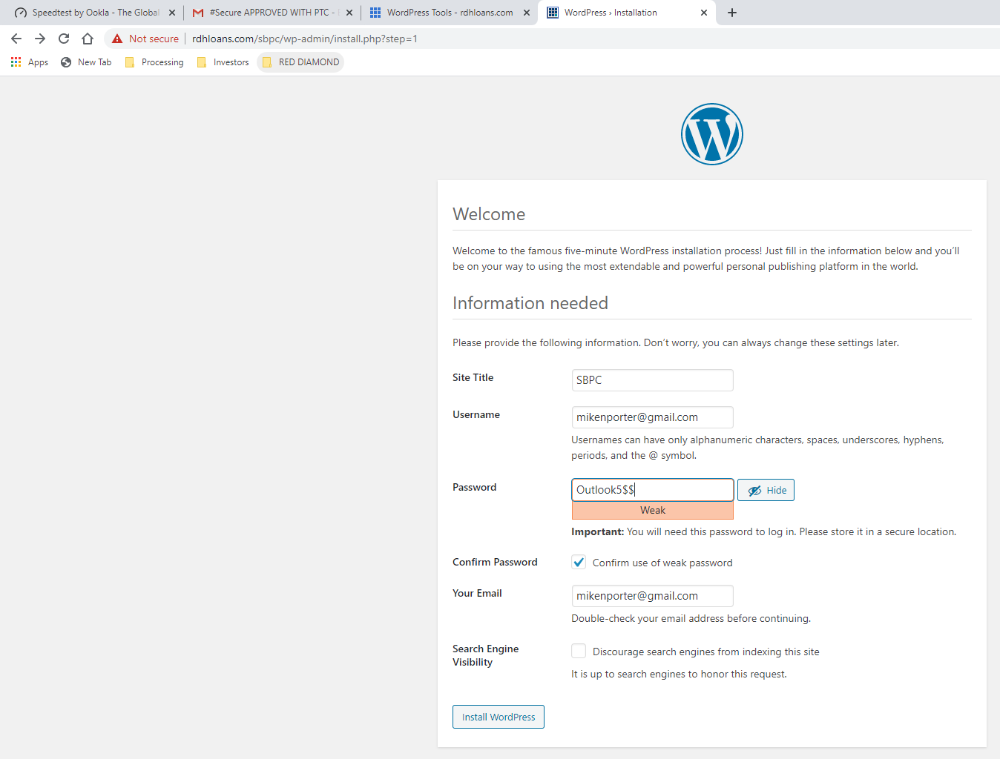 Speedtest by Ookla - The Global
#Secure APPROVED WITH PTC -
WordPress Tools - rdhloans.com
WordPress › Installation
Not secure
rdhloans.com/sbpc/wp-admin/install.php?step=1
Apps
New Tab
Processing
Investors
RED DIAMOND
Welcome
Welcome to the famous five-minute WordPress installation process! Just fill in the information below and you’ll
be on your way to using the most extendable and powerful personal publishing platform in the world.
Information needed
Please provide the following information. Don’t worry, you can always change these settings later.
Site Title
SBPC
Username
mikenporter@gmail.com
Usernames can have only alphanumeric characters, spaces, underscores, hyphens,
periods, and the @ symbol.
Password
Outlook5$$
Hide
Weak
Important: You will need this password to log in. Please store it in a secure location.
Confirm Password
Confirm use of weak password
Your Email
mikenporter@gmail.com
Double-check your email address before continuing.
Search Engine
Visibility
Discourage search engines from indexing this site
It is up to search engines to honor this request.
Install WordPress